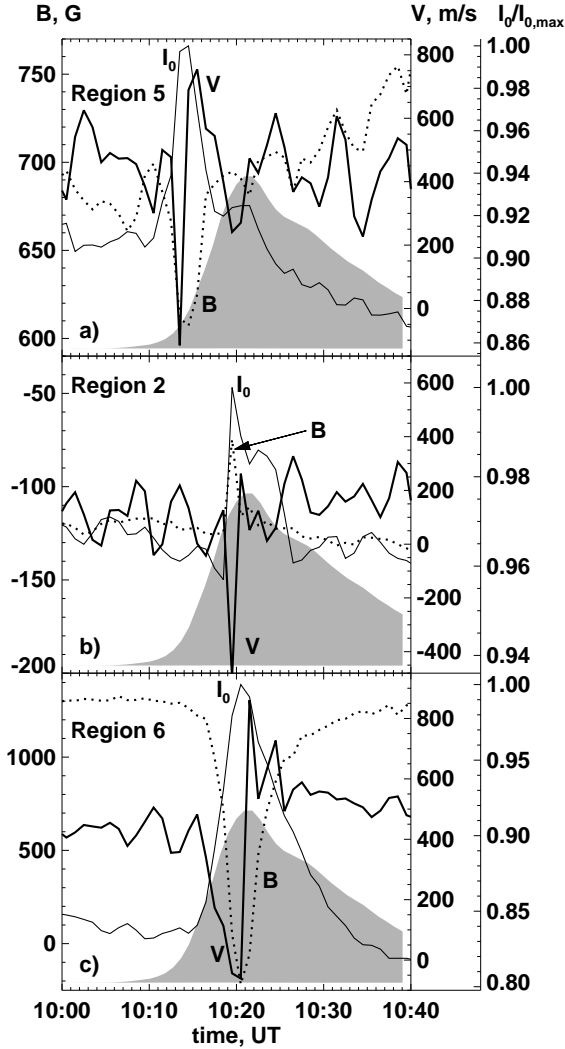 B, G V, m/s I0/I0,max
I0 V 800 1.00
750
Region 5 0.98
600
0.96
700 400 0.94
0.92
650 200
0.90
B 0 0.88
600 a) 0.86
-50 Region 2 I0 600 1.00
B 400
-100 200 0.98
0
0.96
-150
-200
-200 b) V -400 0.94
I0 1.00
800
1000 Region 6 0.95
600
500 400 0.90
B 200 0.85
0
c) V 0 0.80
10:00 10:10 10:20 10:30 10:40
time, UT